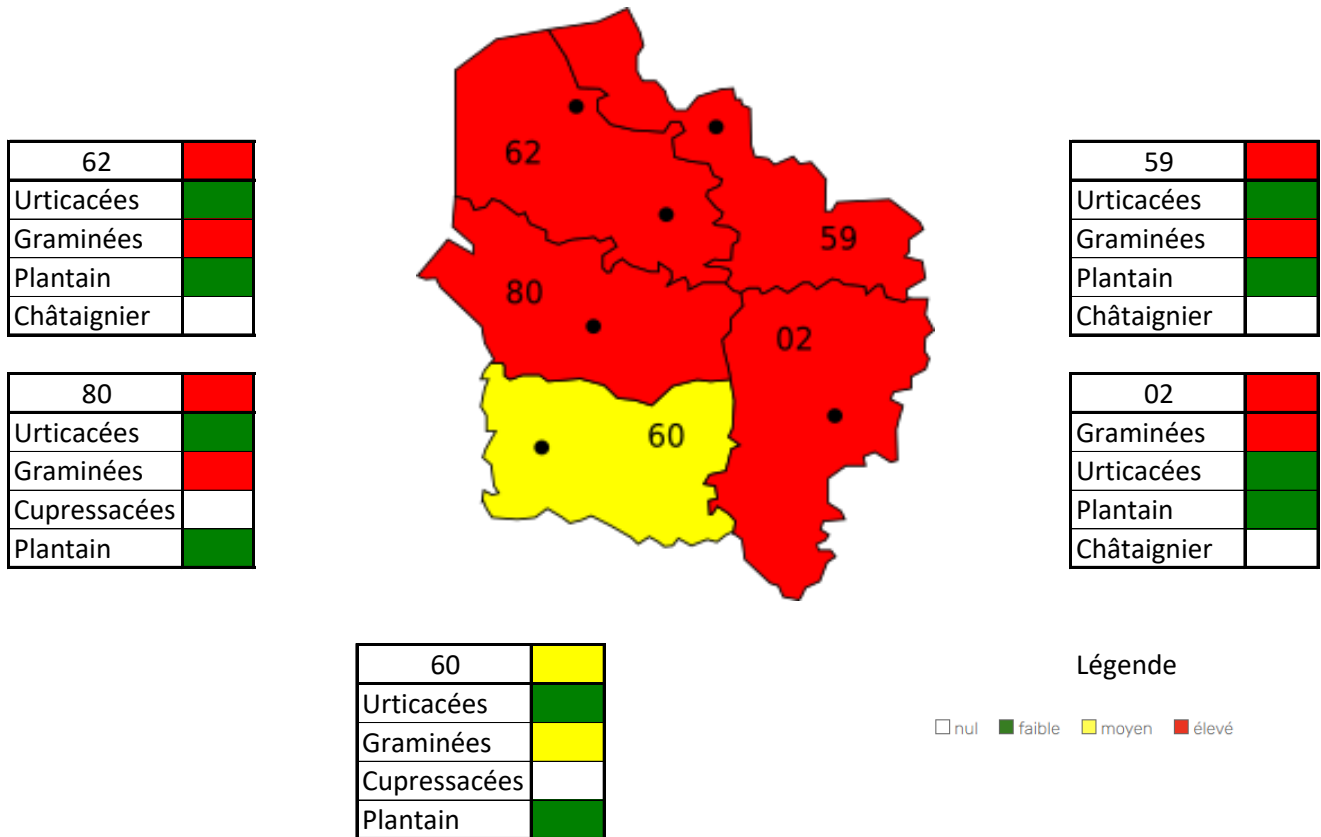 62
Urticacées
Graminées
Plantain
Châtaignier
80
Urticacées
Graminées
Cupressacées
Plantain
62
59
80
02
60
59
Urticacées
Graminées
Plantain
Châtaignier
02
Graminées
Urticacées
Plantain
Châtaignier
60
Urticacées
Graminées
Cupressacées
Plantain
Légende
nul faible moyen élevé